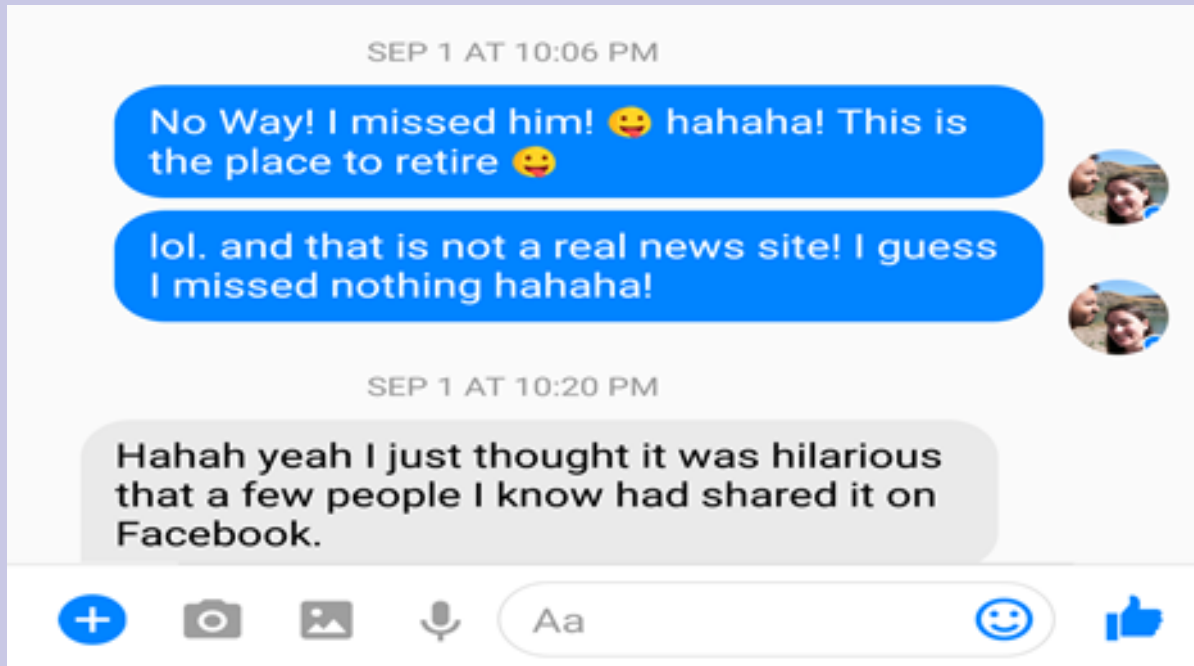 SEP 1 AT 10:06 PM
No Way! I missed him! 😛 hahaha! This is
the place to retire 😛
lol. and that is not a real news site! I guess
I missed nothing hahaha!
SEP 1 AT 10:20 PM
Hahah yeah I just thought it was hilarious
that a few people I know had shared it on
Facebook.
Aa